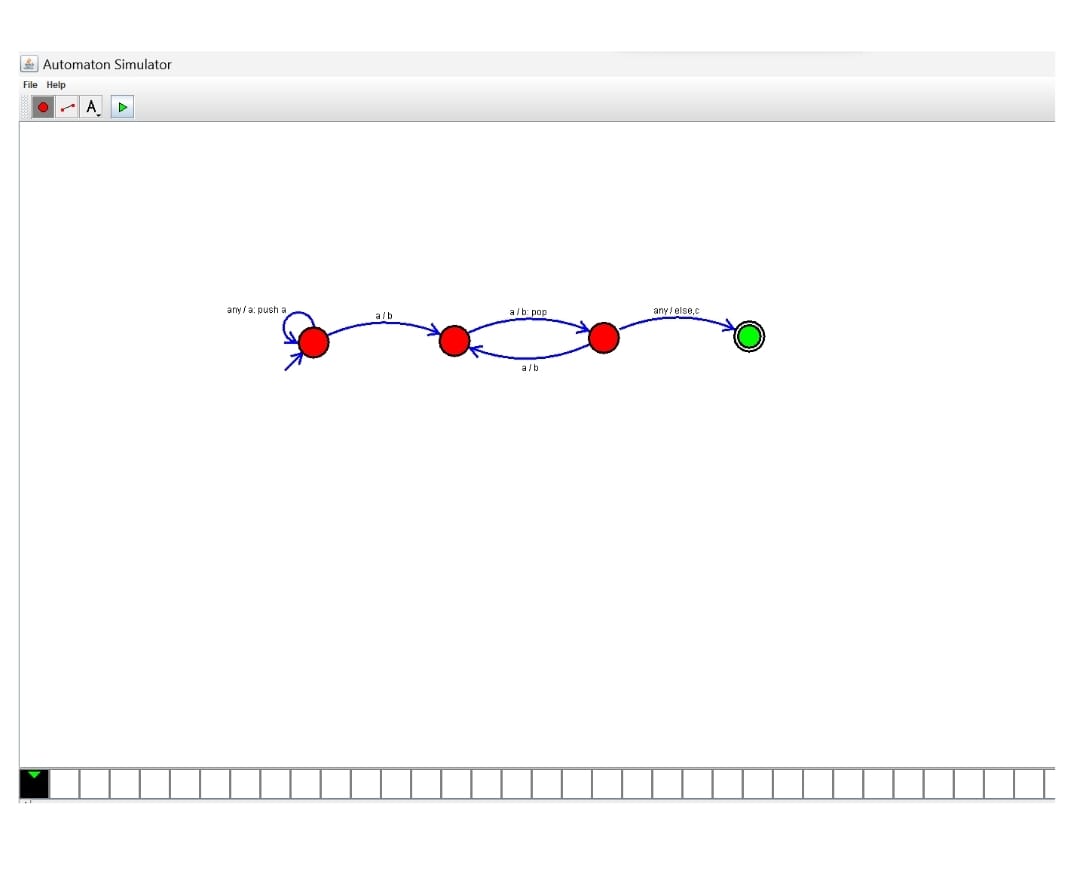 Automaton Simulator
File Help
A
any / a; push a
a / b
a / b; pop
any / else,c
a / b